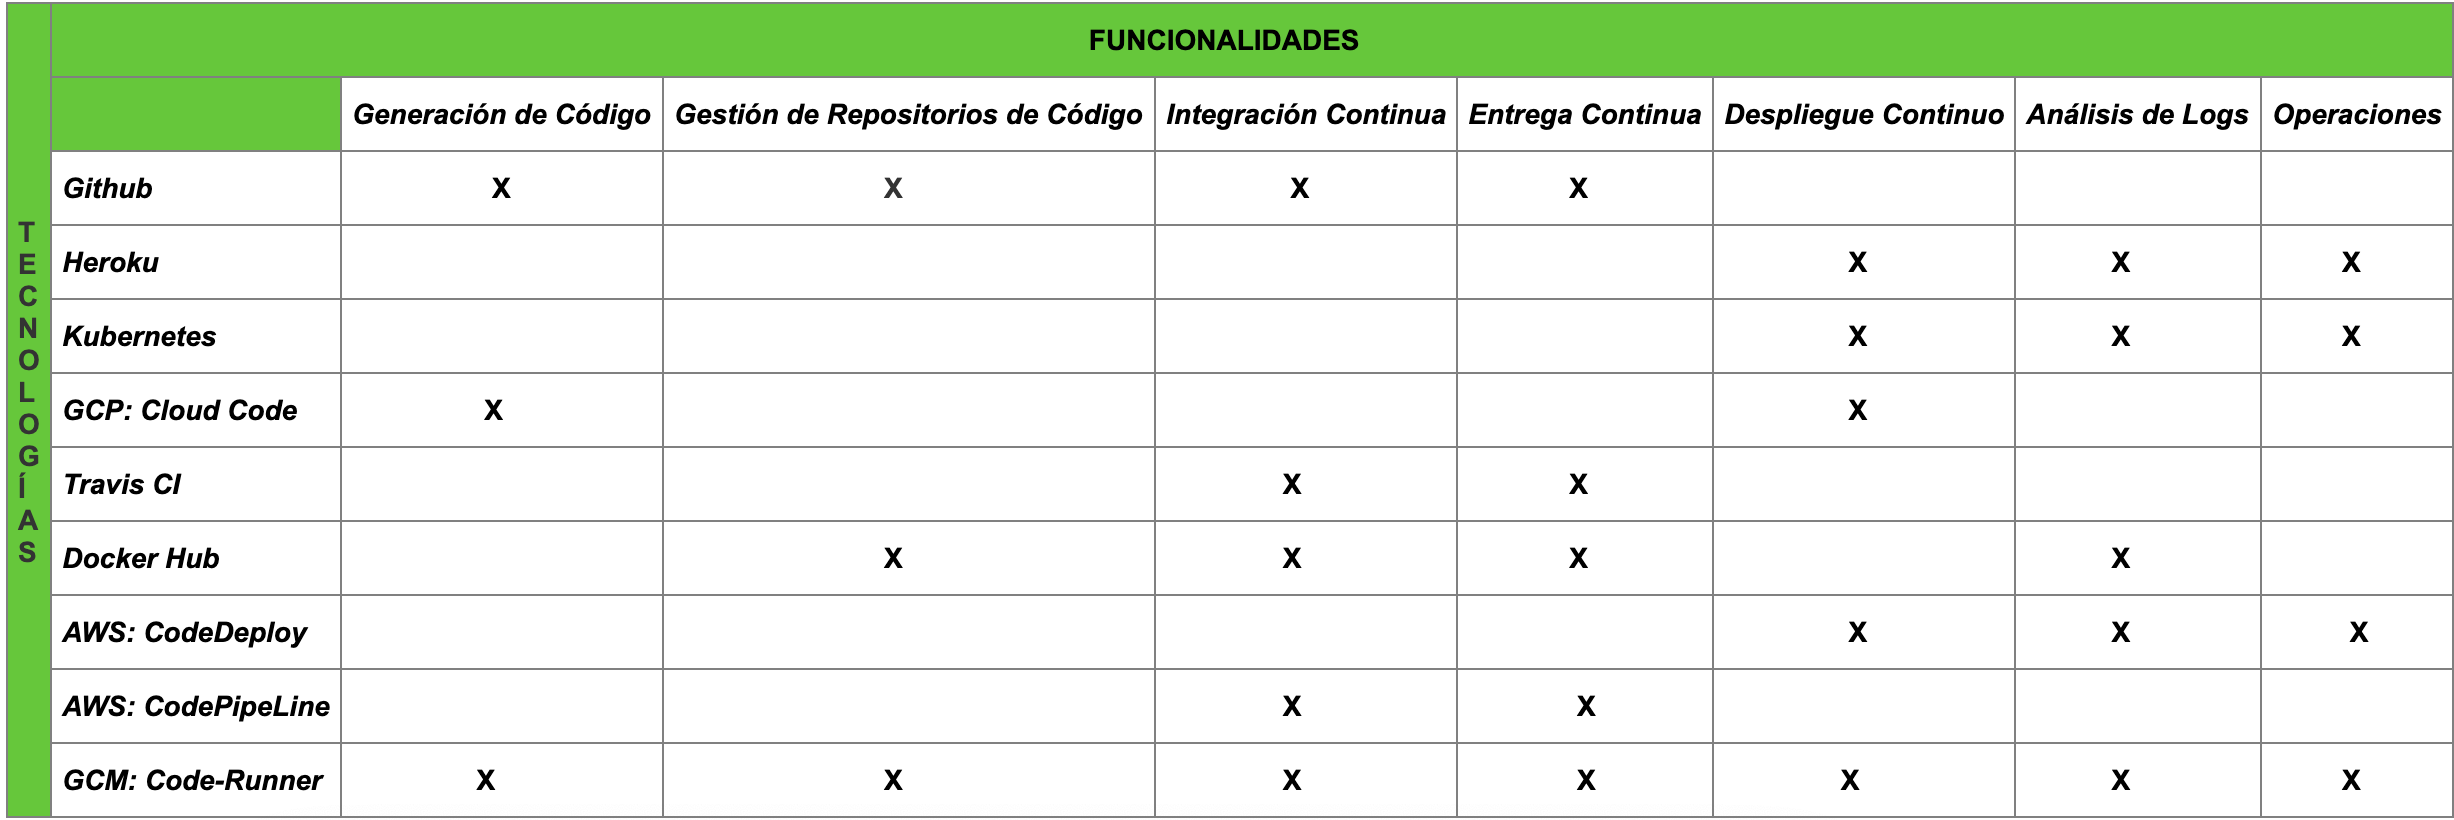 FUNCIONALIDADES
Generación de Código Gestión de Repositorios de Código Integración Continua Entrega Continua Despliegue Continuo Análisis de Logs Operaciones
TECNOLOGÍAS
Github X X X X
Heroku X X X
Kubernetes X X X
GCP: Cloud Code X X
Travis CI X X
Docker Hub X X X X
AWS: CodeDeploy X X X
AWS: CodePipeLine X X
GCM: Code-Runner X X X X X X X